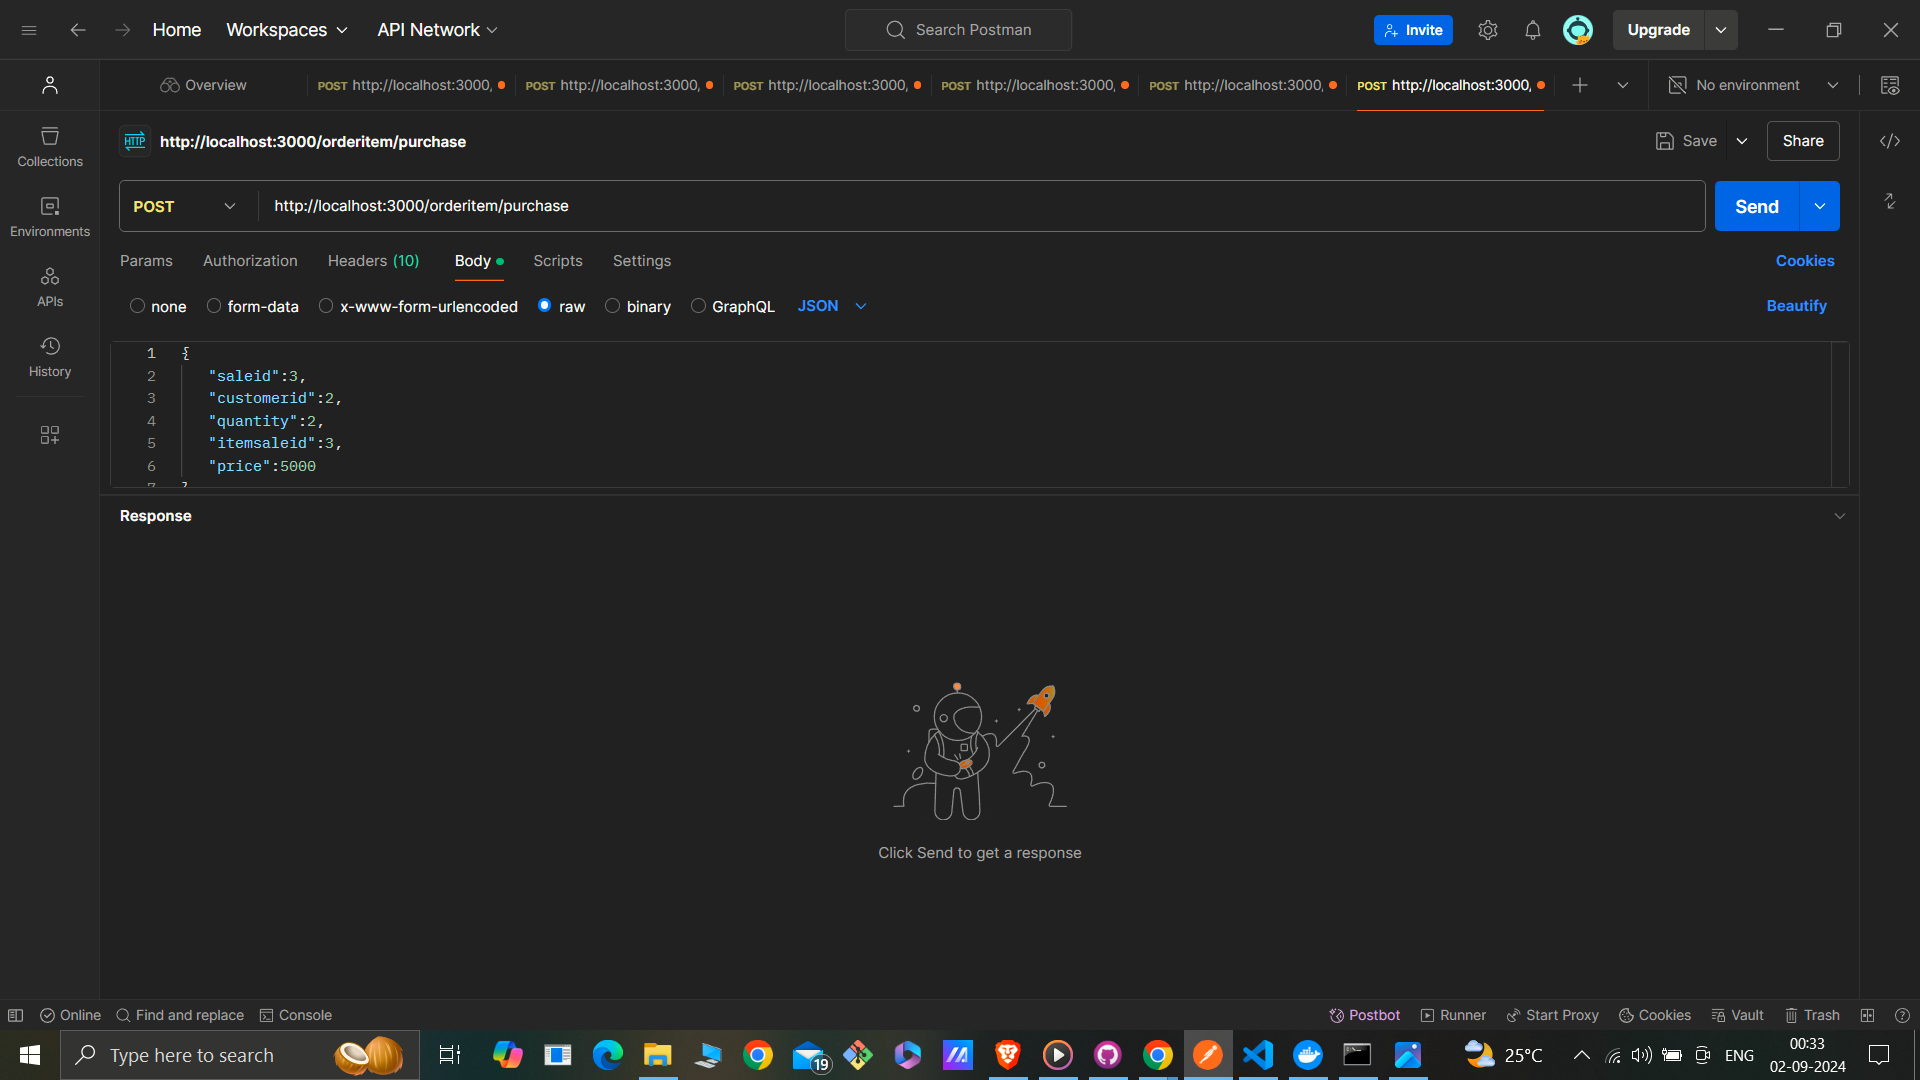 Home Workspaces API Network Search Postman Invite Upgrade
Overview POST http://localhost:3000, POST http://localhost:3000, POST http://localhost:3000, POST http://localhost:3000, POST http://localhost:3000, POST http://localhost:3000, No environment
HTTP http://localhost:3000/orderitem/purchase Save Share
Collections
POST http://localhost:3000/orderitem/purchase Send
Environments
Params Authorization Headers (10) Body Scripts Settings Cookies
APIs
none form-data x-www-form-urlencoded raw binary GraphQL JSON Beautify
History
1 {
2 "saleid":3,
3 "customerid":2,
4 "quantity":2,
5 "itemsaleid":3,
6 "price":5000
7 }
Response
Click Send to get a response
Online Find and replace Console Postbot Runner Start Proxy Cookies Vault Trash
Type here to search 19 25°C ENG 00:33
02-09-2024